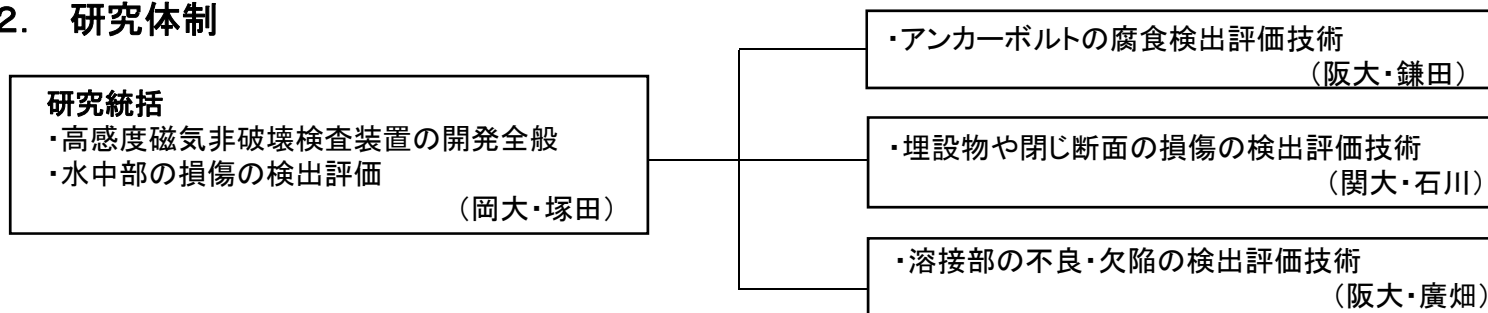 2. 研究体制
研究統括
・高感度磁気非破壊検査装置の開発全般
・水中部の損傷の検出評価
（岡大・塚田）
・アンカーボルトの腐食検出評価技術
（阪大・鎌田）
・埋設物や閉じ断面の損傷の検出評価技術
（関大・石川）
・溶接部の不良・欠陥の検出評価技術
（阪大・廣畑）